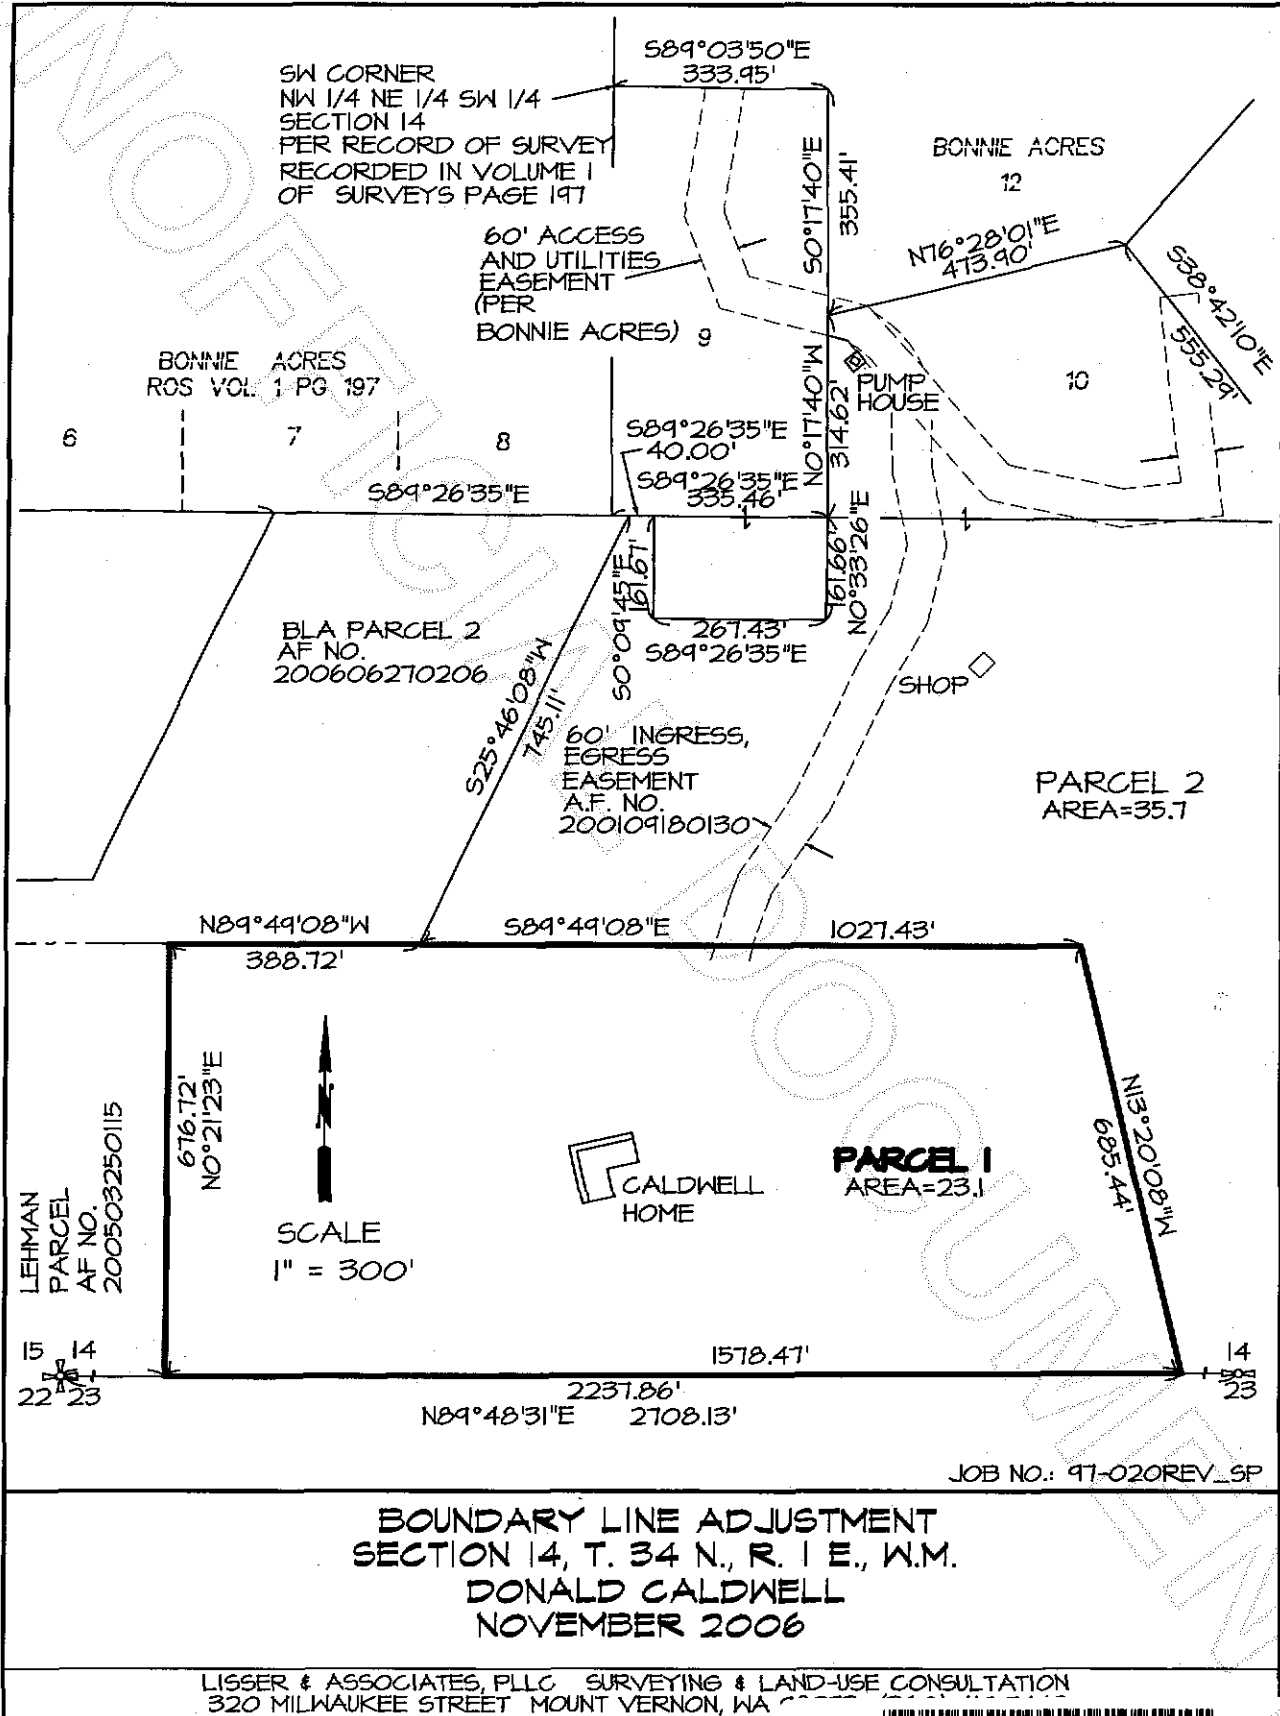 S89°03'50"E
333.95'
SW CORNER
NW 1/4 NE 1/4 SW 1/4
SECTION 14
PER RECORD OF SURVEY
RECORDED IN VOLUME 1
OF SURVEYS PAGE 197
S0°17'40"E
355.41'
BONNIE ACRES
12
60' ACCESS
AND UTILITIES
EASEMENT
(PER
BONNIE ACRES)
9
N76°28'01"E
473.90'
S38°42'10"E
555.29'
BONNIE ACRES
ROS VOL. 1 PG 197
6
7
8
N0°17'40"W
314.62'
PUMP
HOUSE
10
S89°26'35"E
40.00'
S89°26'35"E
335.46'
S89°26'35"E
S0°09'45"E
161.67'
161.66'
N0°33'26"E
267.43'
S89°26'35"E
BLA PARCEL 2
AF NO.
200606270206
S25°46'08"W
745.11'
SHOP
60' INGRESS,
EGRESS
EASEMENT
A.F. NO.
200109180130
PARCEL 2
AREA=35.7
N89°49'08"W
388.72'
S89°49'08"E
1027.43'
676.72'
N0°21'23"E
N13°20'08"W
685.44'
N
SCALE
1" = 300'
CALDWELL
HOME
PARCEL 1
AREA=23.1
LEHMAN
PARCEL
AF NO.
200503250115
15 14
22 23
1578.47'
2237.86'
N89°48'31"E 2708.13'
14
23
JOB NO.: 97-020REV_SP
BOUNDARY LINE ADJUSTMENT
SECTION 14, T. 34 N., R. 1 E., W.M.
DONALD CALDWELL
NOVEMBER 2006
LISSER & ASSOCIATES, PLLC SURVEYING & LAND-USE CONSULTATION
320 MILWAUKEE STREET MOUNT VERNON, WA
UNOFFICIAL DOCUMENT